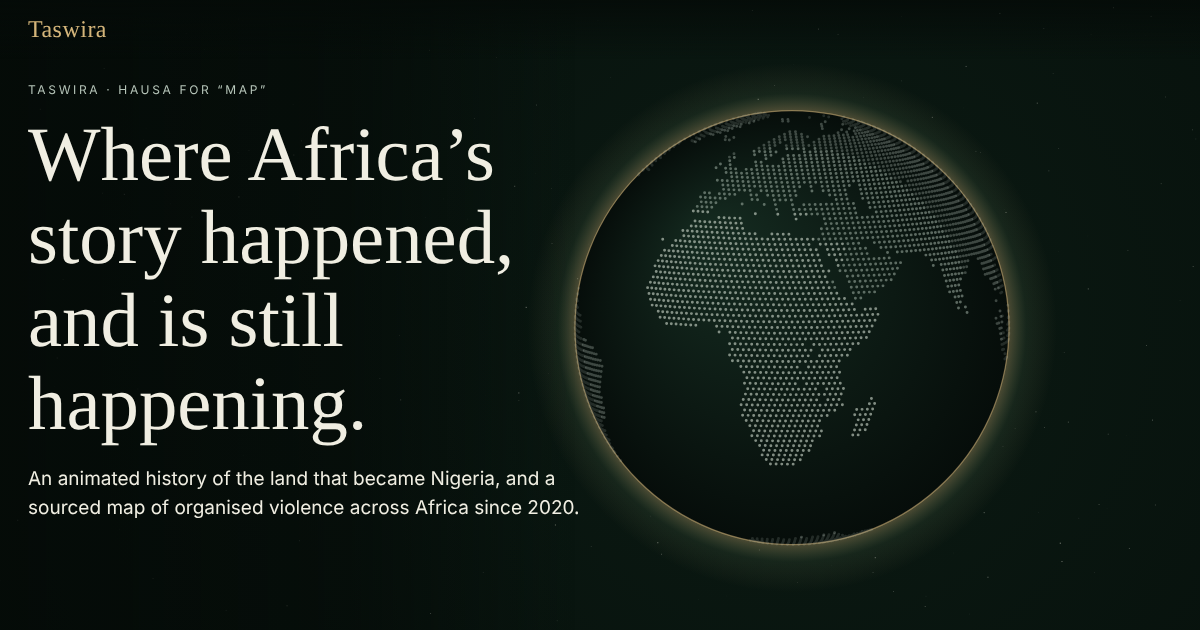 Taswira
TASWIRA · HAUSA FOR “MAP”
Where Africa’s
story happened,
and is still
happening.
An animated history of the land that became Nigeria, and a
sourced map of organised violence across Africa since 2020.